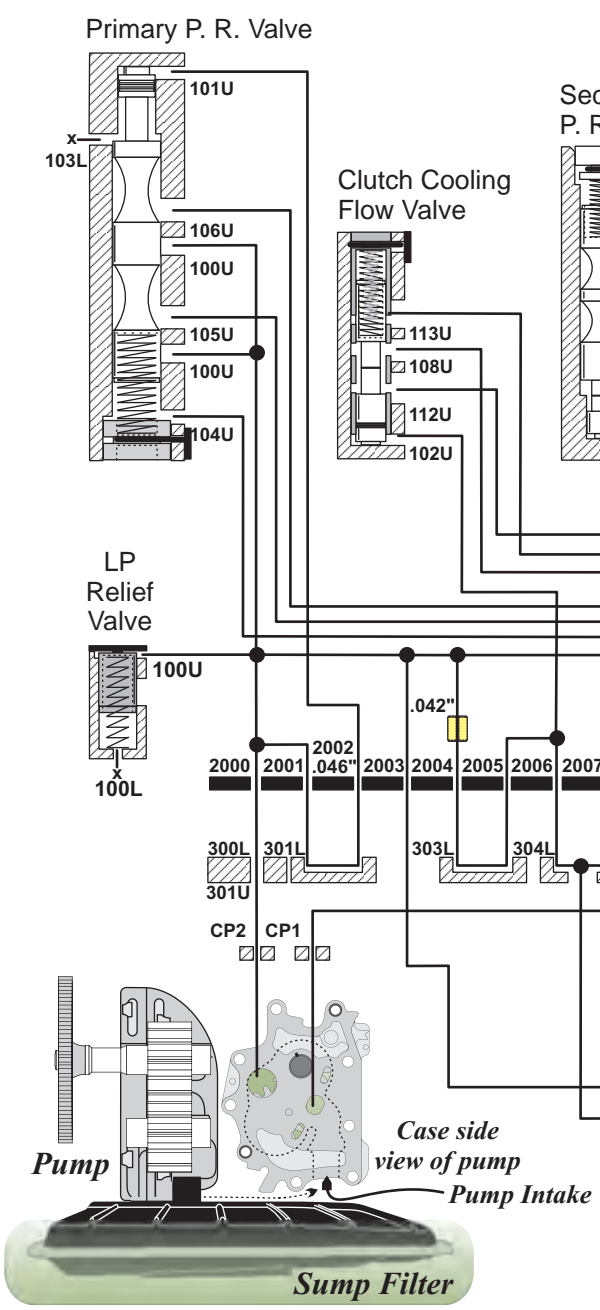 Primary P. R. Valve
101U
x
103L
106U
100U
105U
100U
104U
Clutch Cooling
Flow Valve
113U
108U
112U
102U
Sec
P. R
LP
Relief
Valve
100U
x
100L
.042"
2000 2001 2002 .046" 2003 2004 2005 2006 2007
300L 301L 303L 304L
301U
CP2 CP1
Pump
Case side
view of pump
Pump Intake
Sump Filter